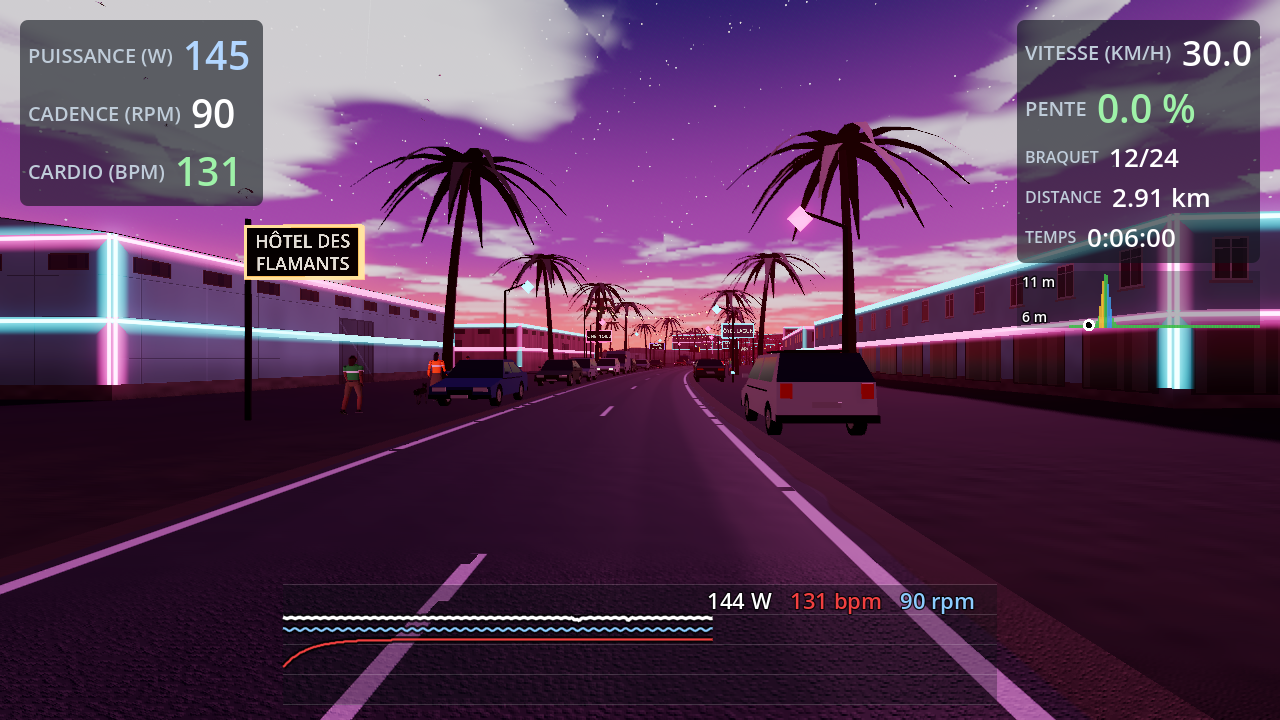 PUISSANCE (W) 145
CADENCE (RPM) 90
CARDIO (BPM) 131
VITESSE (KM/H) 30.0
PENTE 0.0 %
BRAQUET 12/24
DISTANCE 2.91 km
TEMPS 0:06:00
11 m
6 m
HÔTEL DES
FLAMANTS
144 W 131 bpm 90 rpm